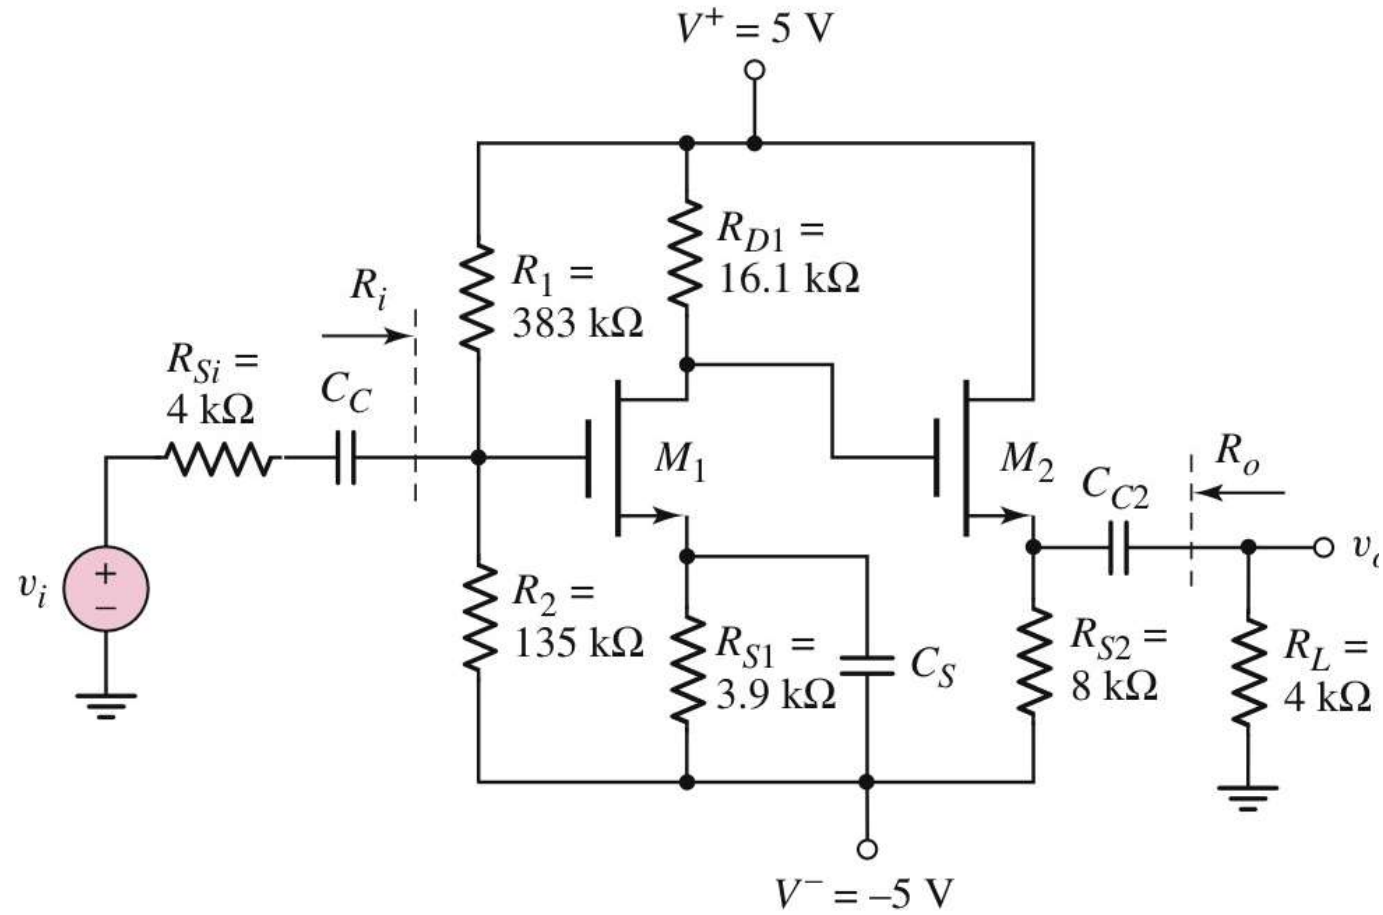 V⁺ = 5 V
R_D1 =
16.1 kΩ
R_1 =
383 kΩ
R_i
R_Si =
4 kΩ
C_C
M_1
M_2
R_o
C_C2
v_i
+
−
R_2 =
135 kΩ
R_S1 =
3.9 kΩ
C_S
R_S2 =
8 kΩ
R_L =
4 kΩ
V⁻ = –5 V